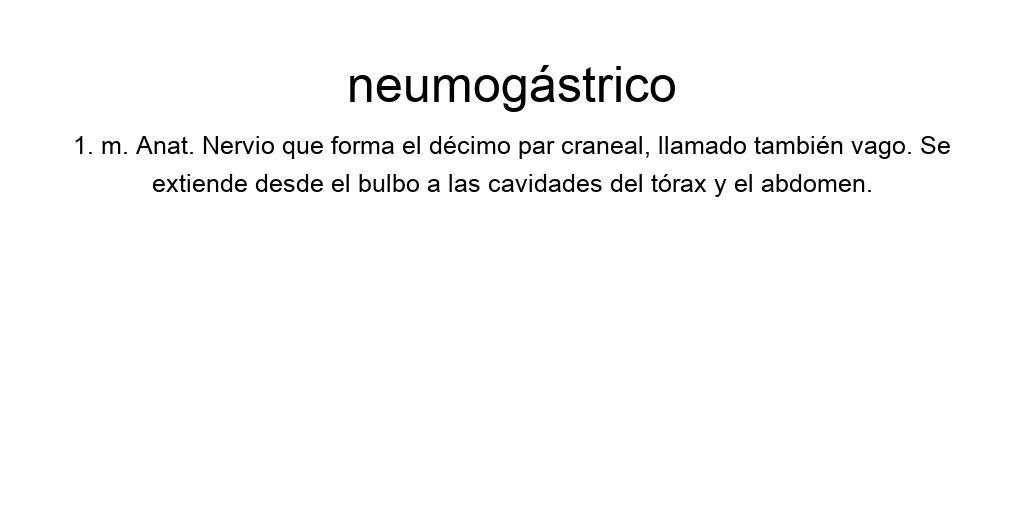 neumogástrico
1. m. Anat. Nervio que forma el décimo par craneal, llamado también vago. Se
extiende desde el bulbo a las cavidades del tórax y el abdomen.